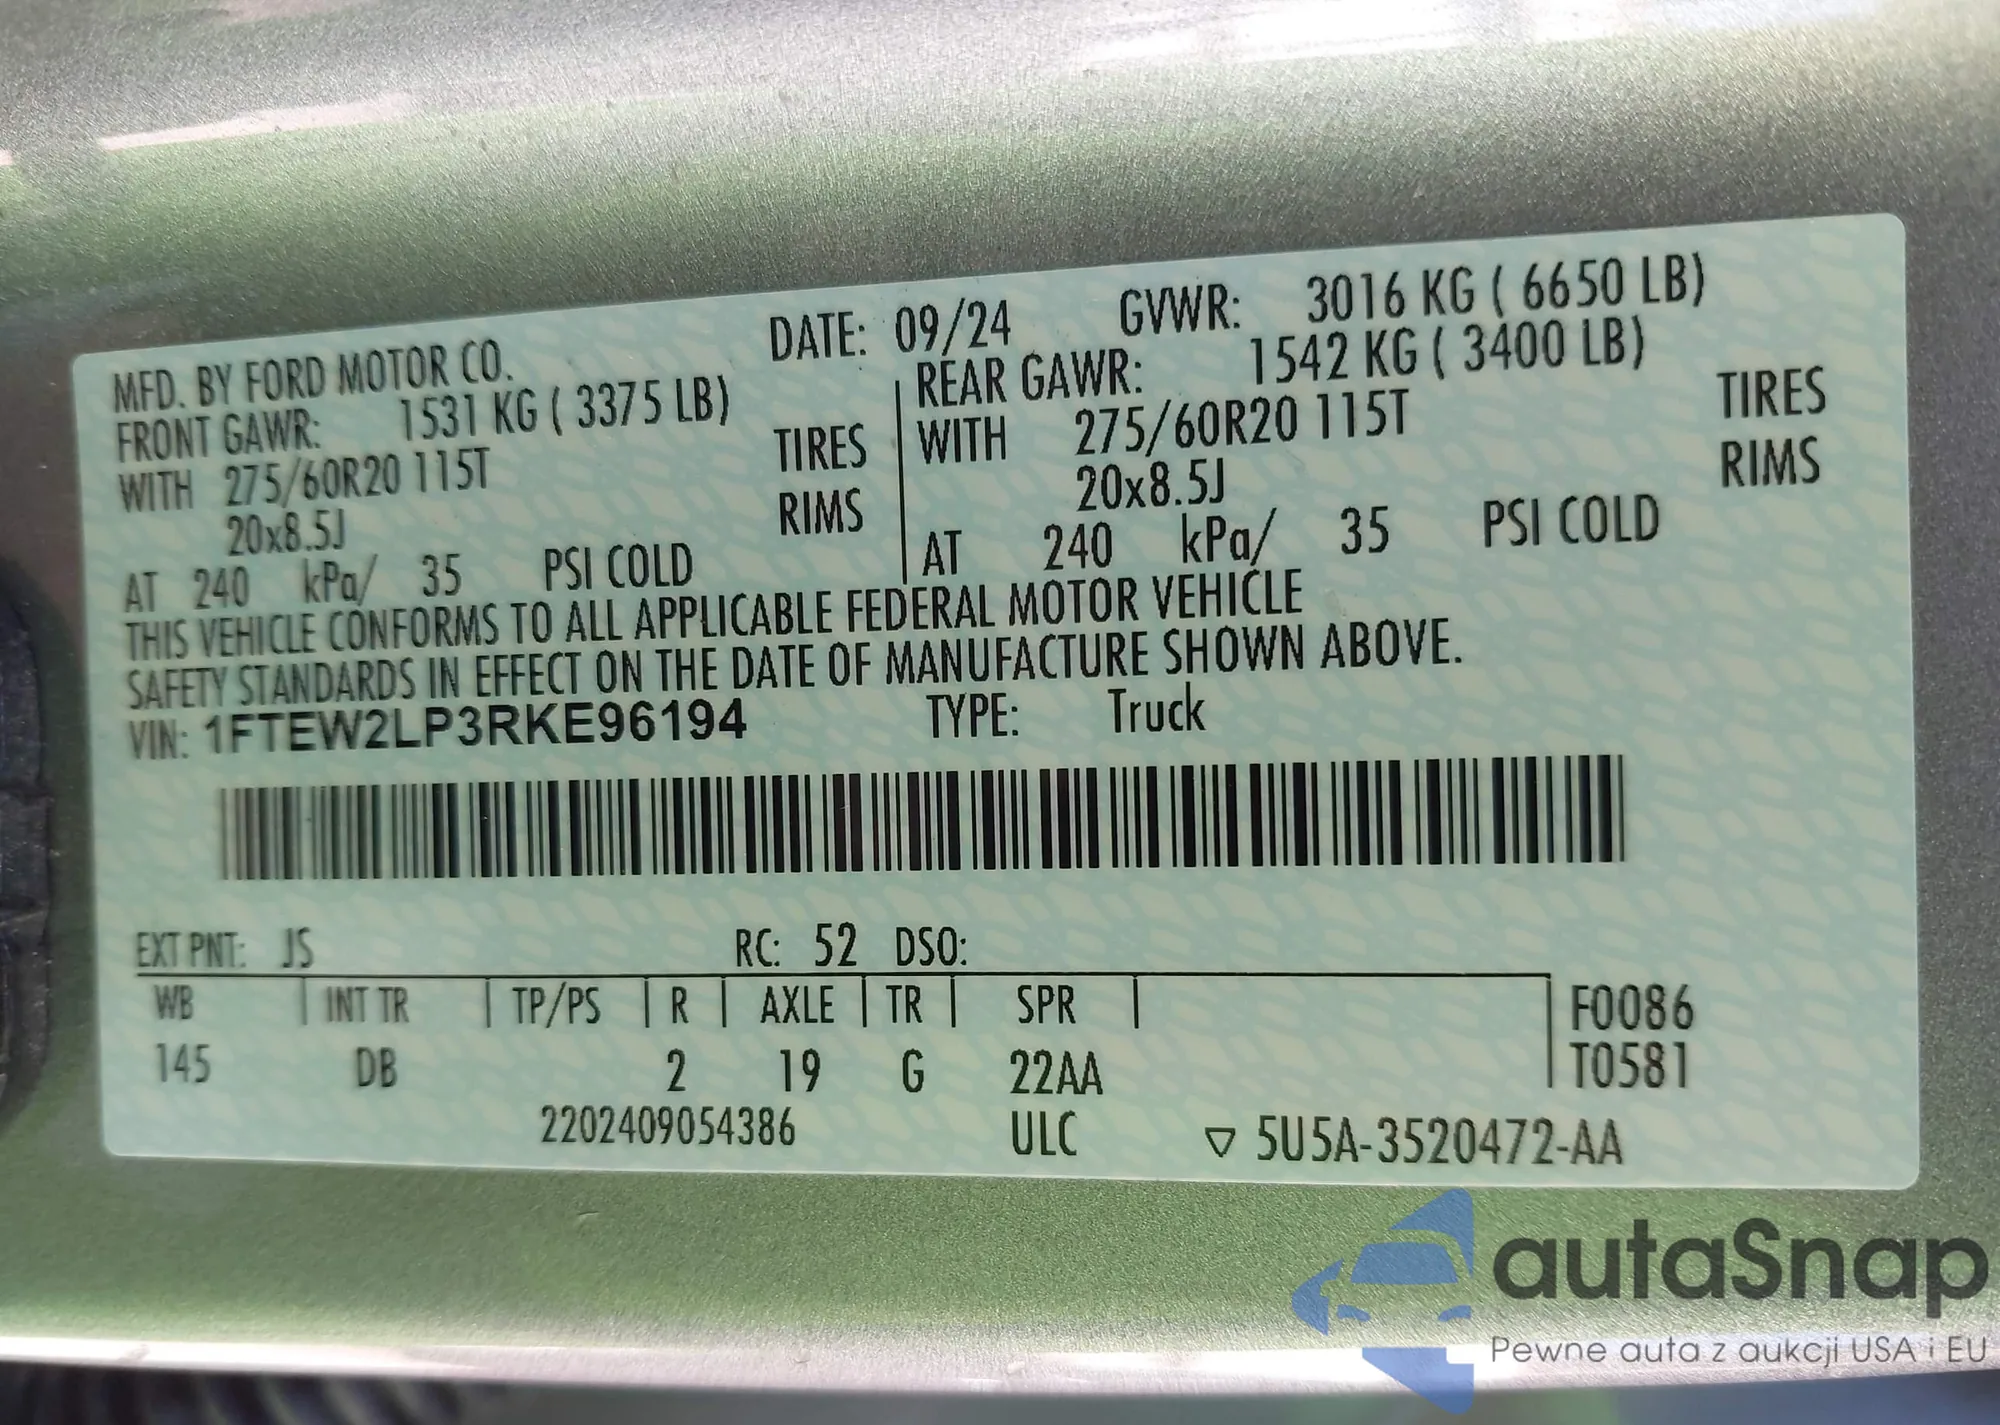 MFD. BY FORD MOTOR CO. DATE: 09/24 GVWR: 3016 KG ( 6650 LB)
FRONT GAWR: 1531 KG ( 3375 LB) REAR GAWR: 1542 KG ( 3400 LB)
WITH 275/60R20 115T TIRES WITH 275/60R20 115T TIRES
20x8.5J RIMS 20x8.5J RIMS
AT 240 kPa/ 35 PSI COLD AT 240 kPa/ 35 PSI COLD
THIS VEHICLE CONFORMS TO ALL APPLICABLE FEDERAL MOTOR VEHICLE
SAFETY STANDARDS IN EFFECT ON THE DATE OF MANUFACTURE SHOWN ABOVE.
VIN: 1FTEW2LP3RKE96194 TYPE: Truck
EXT PNT: JS RC: 52 DSO:
WB INT TR TP/PS R AXLE TR SPR F0086
145 DB 2 19 G 22AA T0581
2202409054386 ULC ▽ 5U5A-3520472-AA
autaSnap
Pewne auta z aukcji USA i EU